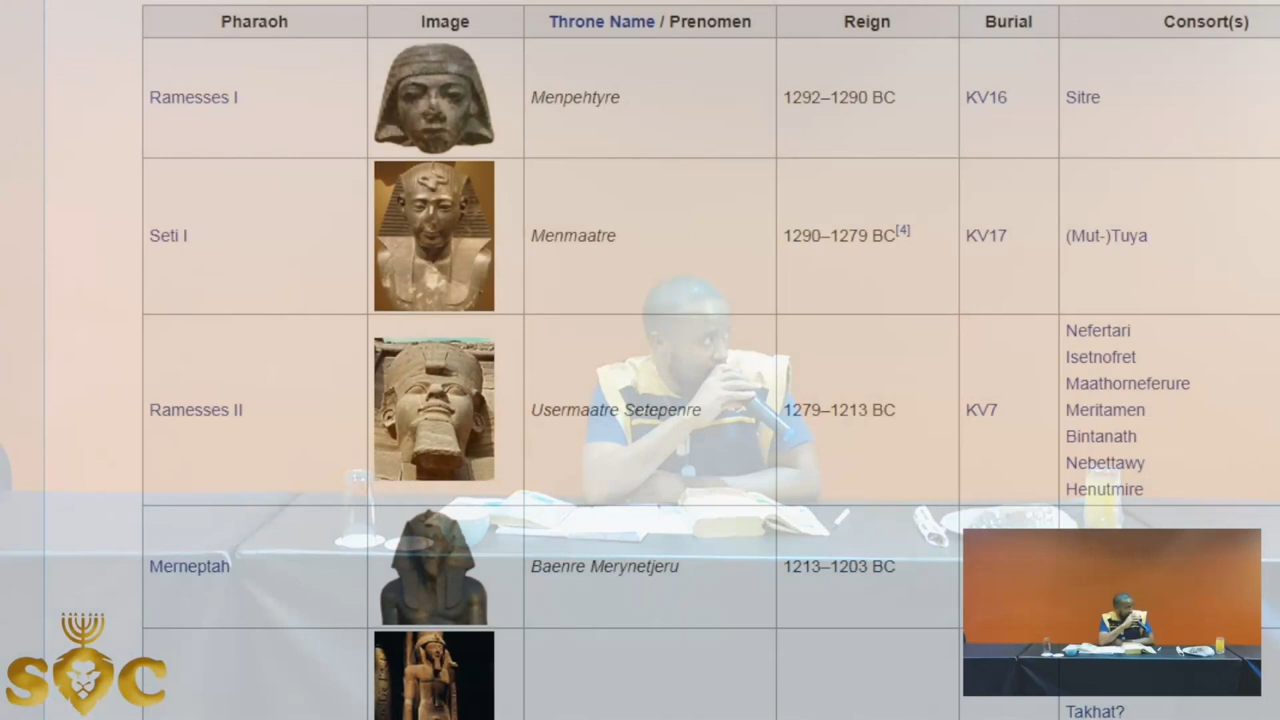 Pharaoh Image Throne Name / Prenomen Reign Burial Consort(s)
Ramesses I Menpehtyre 1292–1290 BC KV16 Sitre
Seti I Menmaatre 1290–1279 BC[4] KV17 (Mut-)Tuya
Ramesses II Usermaatre Setepenre 1279–1213 BC KV7
Nefertari
Isetnofret
Maathorneferure
Meritamen
Bintanath
Nebettawy
Henutmire
Merneptah Baenre Merynetjeru 1213–1203 BC
Takhat?
SOC